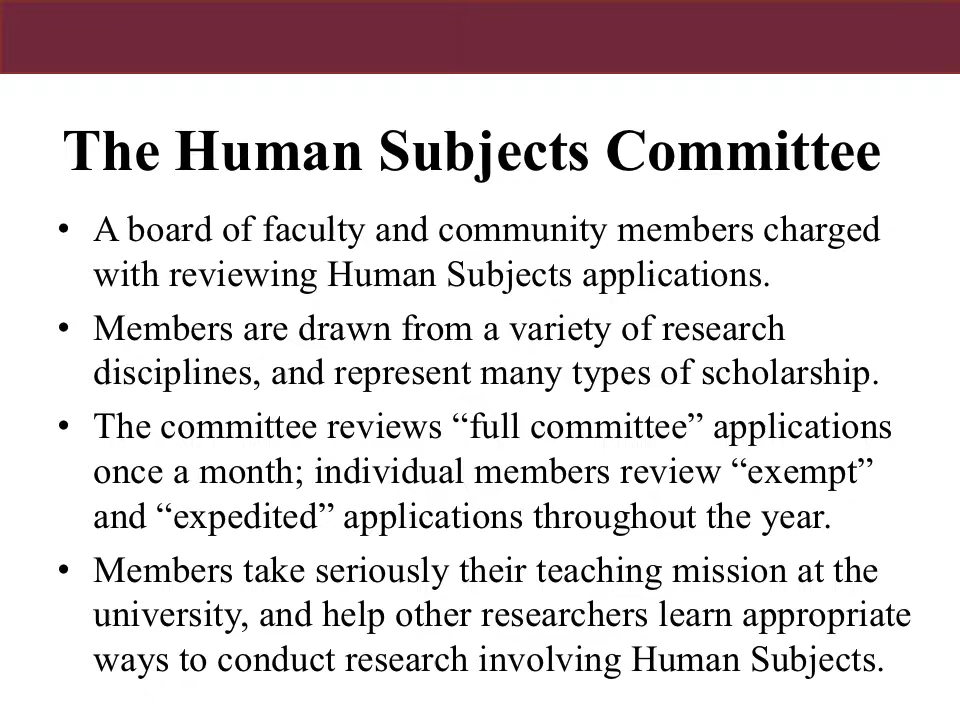 The Human Subjects Committee
• A board of faculty and community members charged
with reviewing Human Subjects applications.
• Members are drawn from a variety of research
disciplines, and represent many types of scholarship.
• The committee reviews “full committee” applications
once a month; individual members review “exempt”
and “expedited” applications throughout the year.
• Members take seriously their teaching mission at the
university, and help other researchers learn appropriate
ways to conduct research involving Human Subjects.